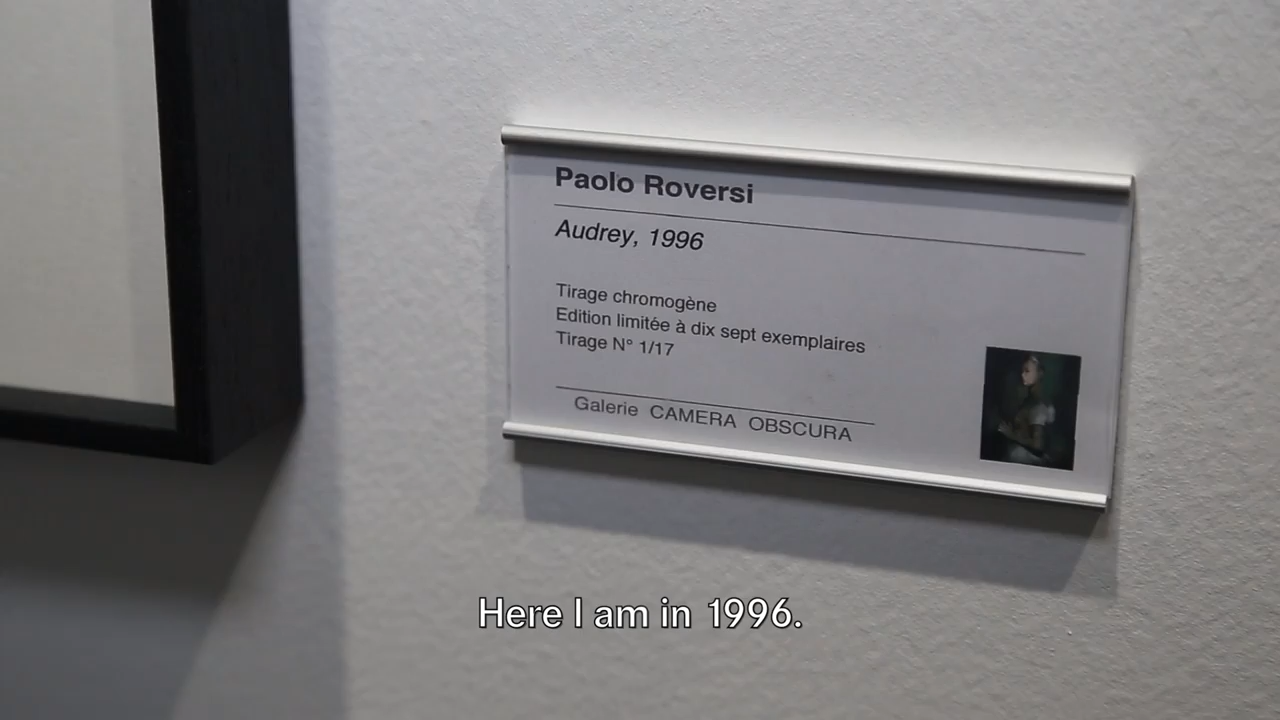 Paolo Roversi
Audrey, 1996
Tirage chromogène
Edition limitée à dix sept exemplaires
Tirage N° 1/17
Galerie CAMERA OBSCURA
Here I am in 1996.